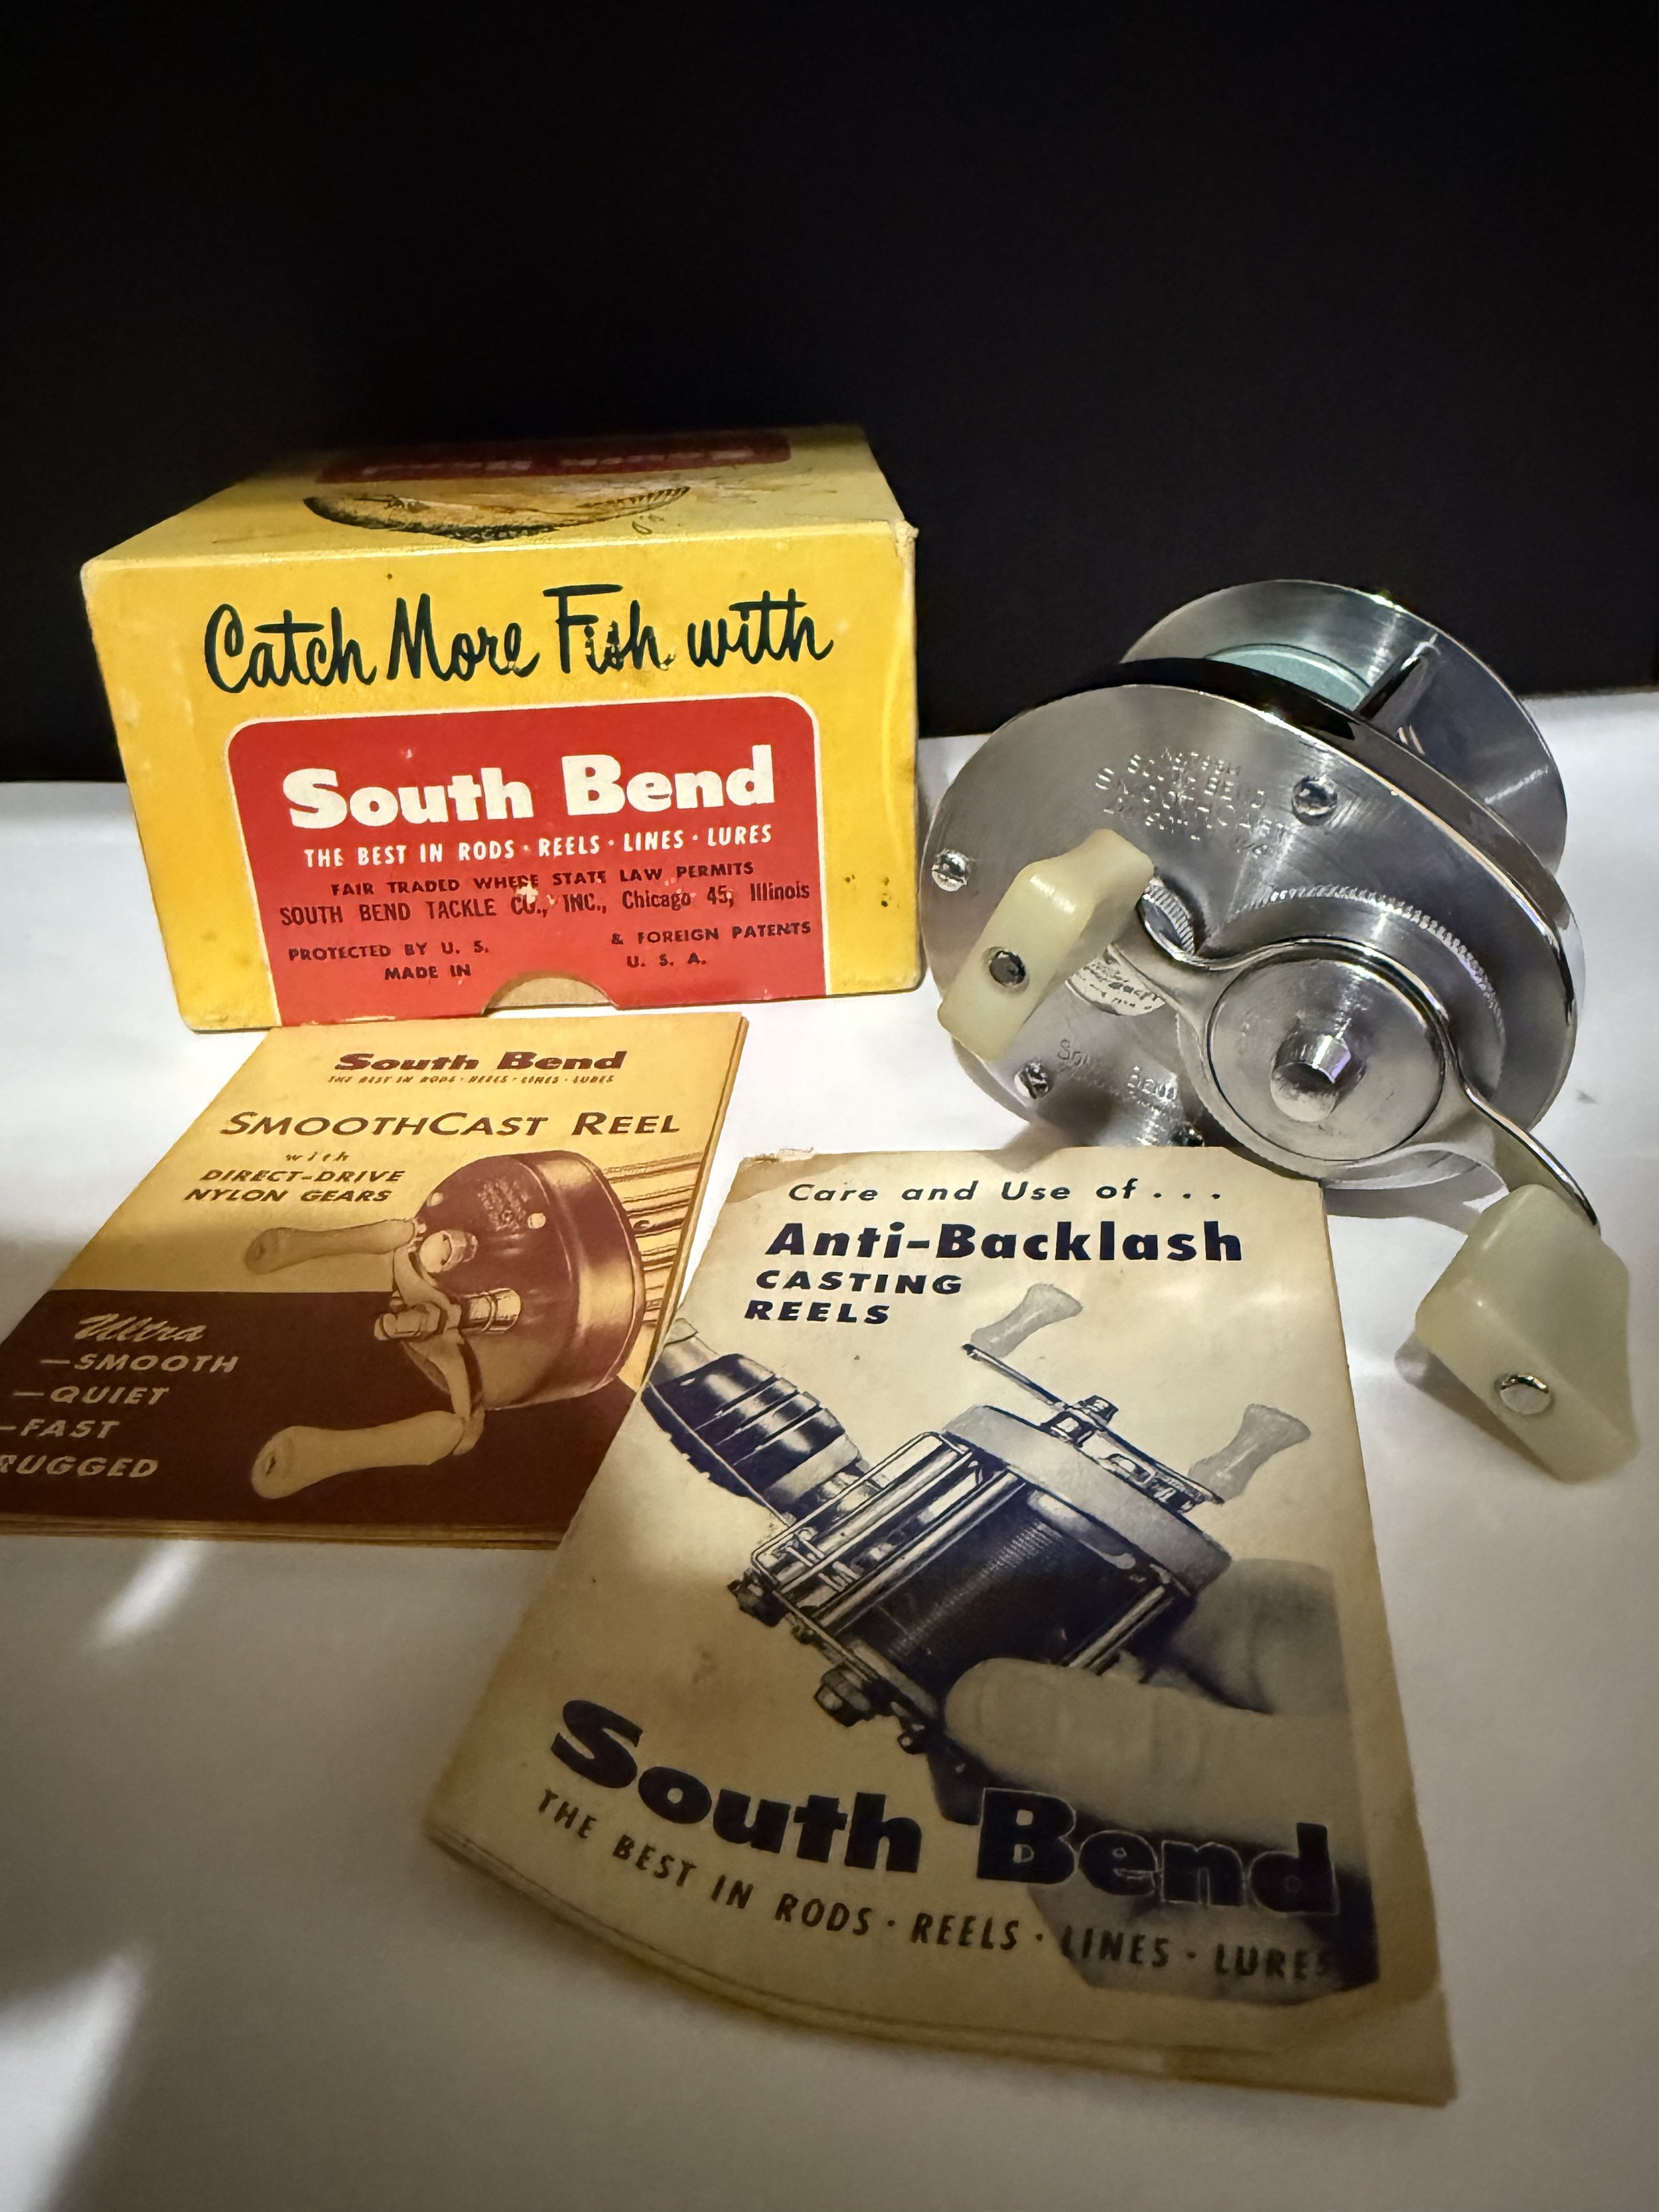 Catch More Fish with
South Bend
THE BEST IN RODS · REELS · LINES · LURES
FAIR TRADED WHERE STATE LAW PERMITS
SOUTH BEND TACKLE CO., INC., Chicago 45, Illinois
PROTECTED BY U. S. & FOREIGN PATENTS
MADE IN U. S. A.
SOUTH BEND
SMOOTHCAST
South Bend
THE BEST IN RODS · REELS · LINES · LURES
SMOOTHCAST REEL
with
DIRECT-DRIVE
NYLON GEARS
Ultra
—SMOOTH
—QUIET
—FAST
RUGGED
Care and Use of . . .
Anti-Backlash
CASTING
REELS
South Bend
THE BEST IN RODS · REELS · LINES · LURES